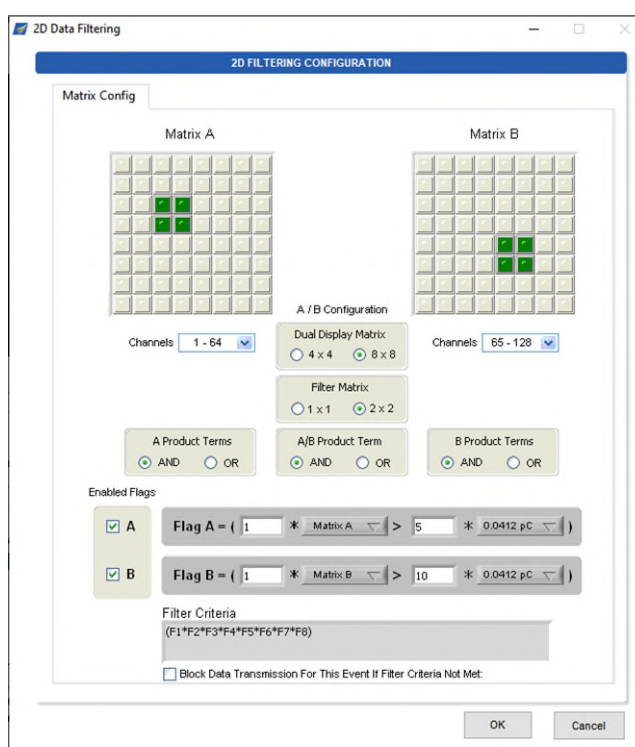 2D Data Filtering
2D FILTERING CONFIGURATION
Matrix Config
Matrix A
Matrix B
A / B Configuration
Channels 1 - 64
Dual Display Matrix
4 x 4 8 x 8
Channels 65 - 128
Filter Matrix
1 x 1 2 x 2
A Product Terms
AND OR
A/B Product Term
AND OR
B Product Terms
AND OR
Enabled Flags
A Flag A = ( 1 * Matrix A > 5 * 0.0412 pC )
B Flag B = ( 1 * Matrix B > 10 * 0.0412 pC )
Filter Criteria
(F1*F2*F3*F4*F5*F6*F7*F8)
Block Data Transmission For This Event If Filter Criteria Not Met:
OK Cancel